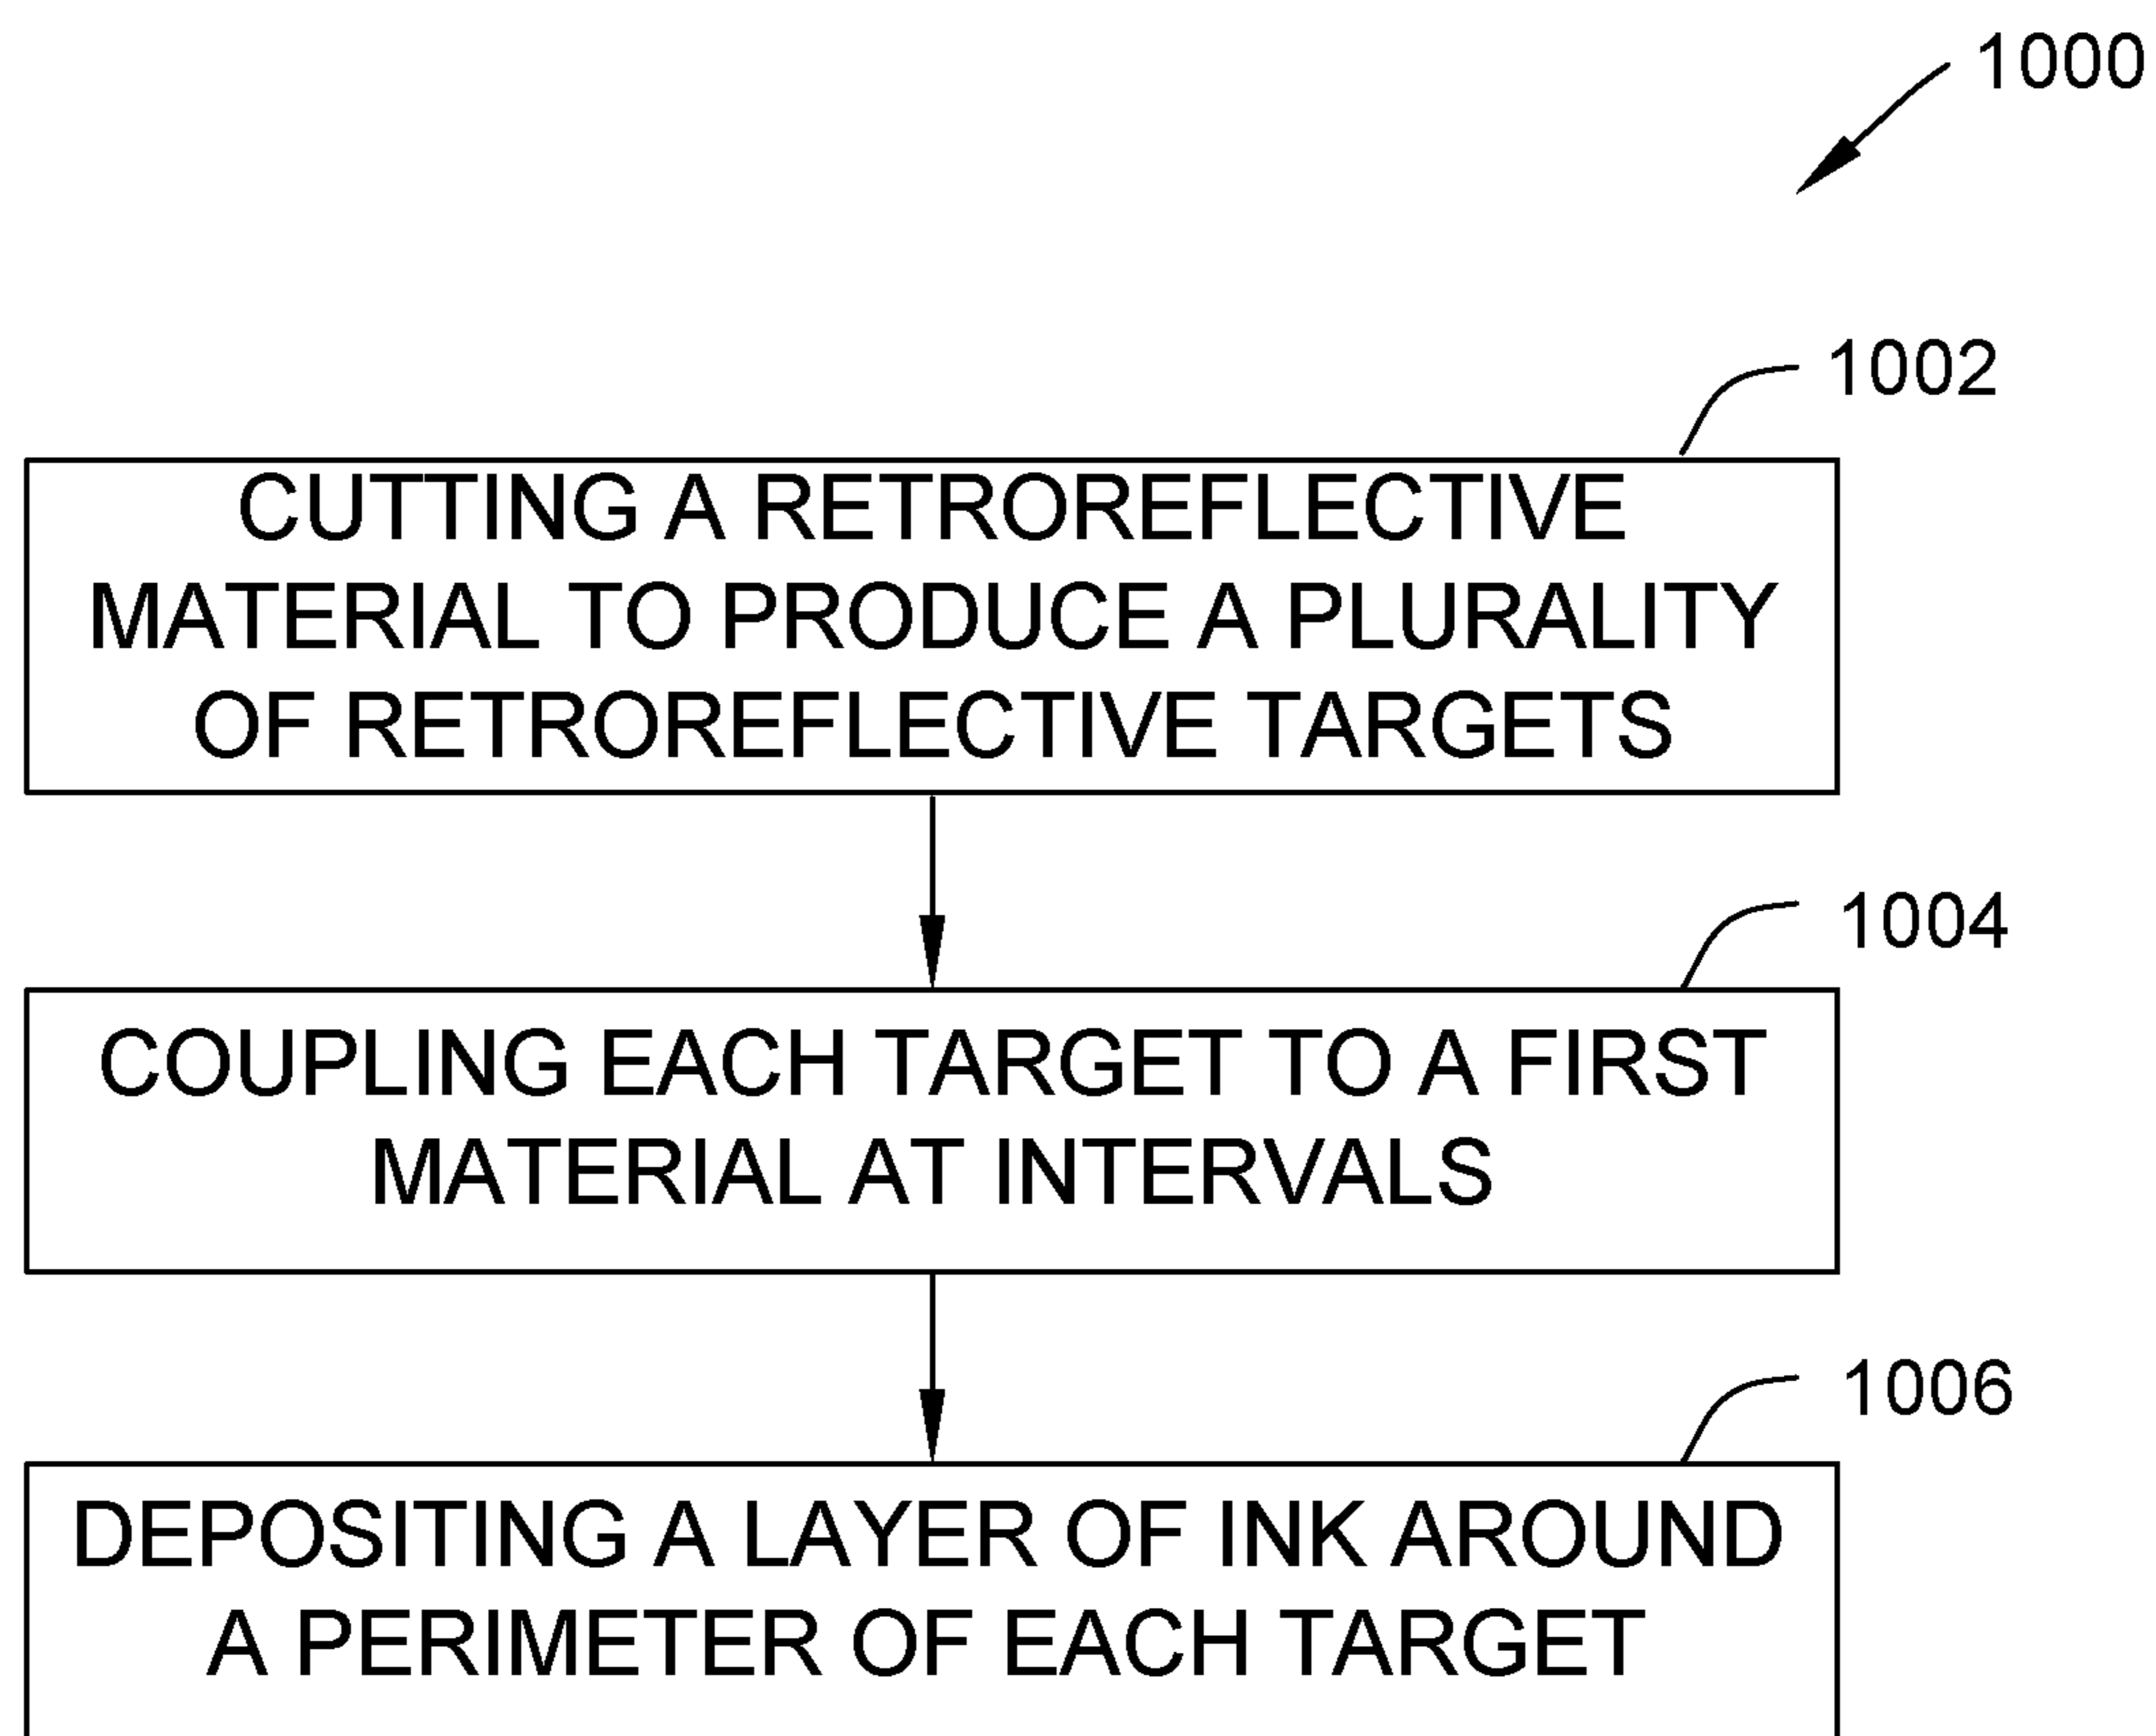 1000
1002
CUTTING A RETROREFLECTIVE
MATERIAL TO PRODUCE A PLURALITY
OF RETROREFLECTIVE TARGETS
1004
COUPLING EACH TARGET TO A FIRST
MATERIAL AT INTERVALS
1006
DEPOSITING A LAYER OF INK AROUND
A PERIMETER OF EACH TARGET